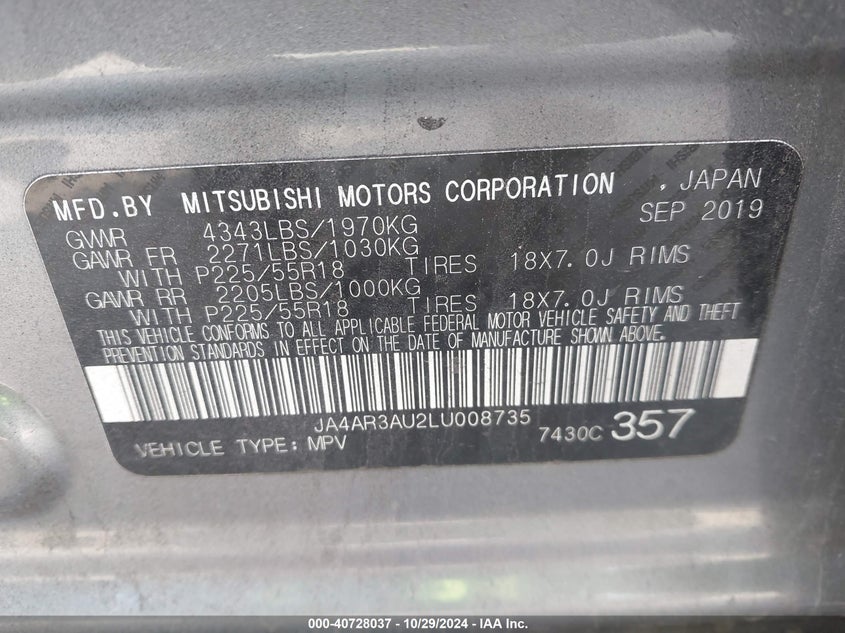 MFD.BY MITSUBISHI MOTORS CORPORATION , JAPAN
SEP 2019
GVWR 4343LBS/1970KG
GAWR FR 2271LBS/1030KG
WITH P225/55R18 TIRES 18X7.0J RIMS
GAWR RR 2205LBS/1000KG
WITH P225/55R18 TIRES 18X7.0J RIMS
THIS VEHICLE CONFORMS TO ALL APPLICABLE FEDERAL MOTOR VEHICLE SAFETY AND THEFT
PREVENTION STANDARDS IN EFFECT ON THE DATE OF MANUFACTURE SHOWN ABOVE.
JA4AR3AU2LU008735
VEHICLE TYPE: MPV 7430C 357
000-40728037 - 10/29/2024 - IAA Inc.